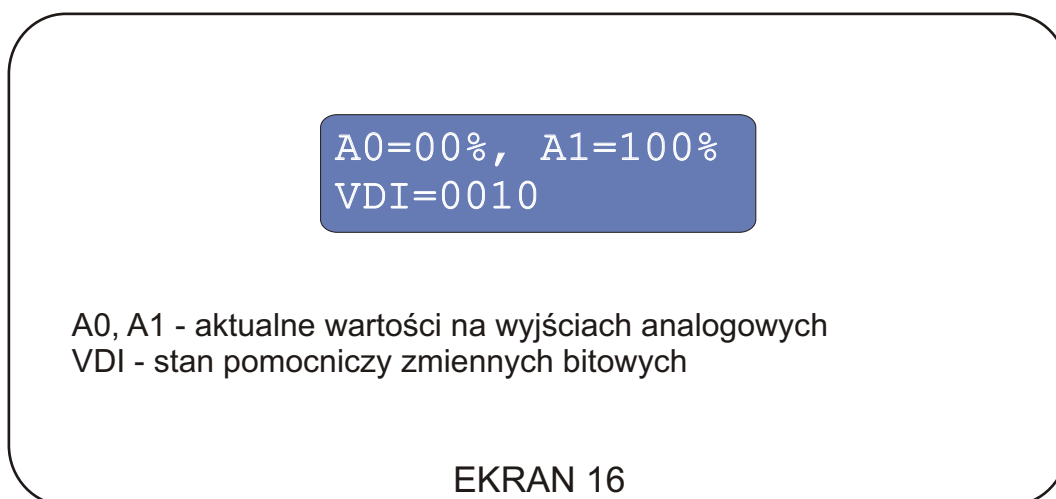 A0=00%, A1=100%
VDI=0010
A0, A1 - aktualne wartości na wyjściach analogowych
VDI - stan pomocniczy zmiennych bitowych
EKRAN 16